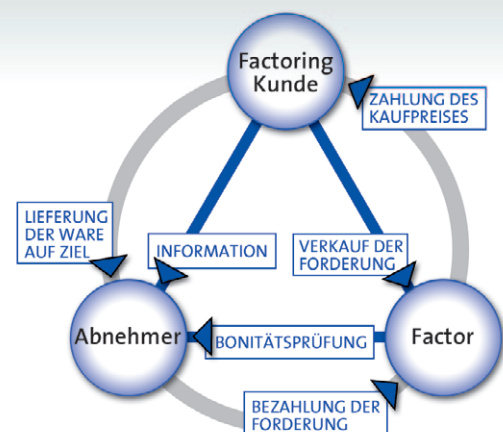 Factoring
Kunde
ZAHLUNG DES
KAUFPREISES
LIEFERUNG
DER WARE
AUF ZIEL
INFORMATION
VERKAUF DER
FORDERUNG
Abnehmer
BONITÄTSPRÜFUNG
Factor
BEZAHLUNG DER
FORDERUNG